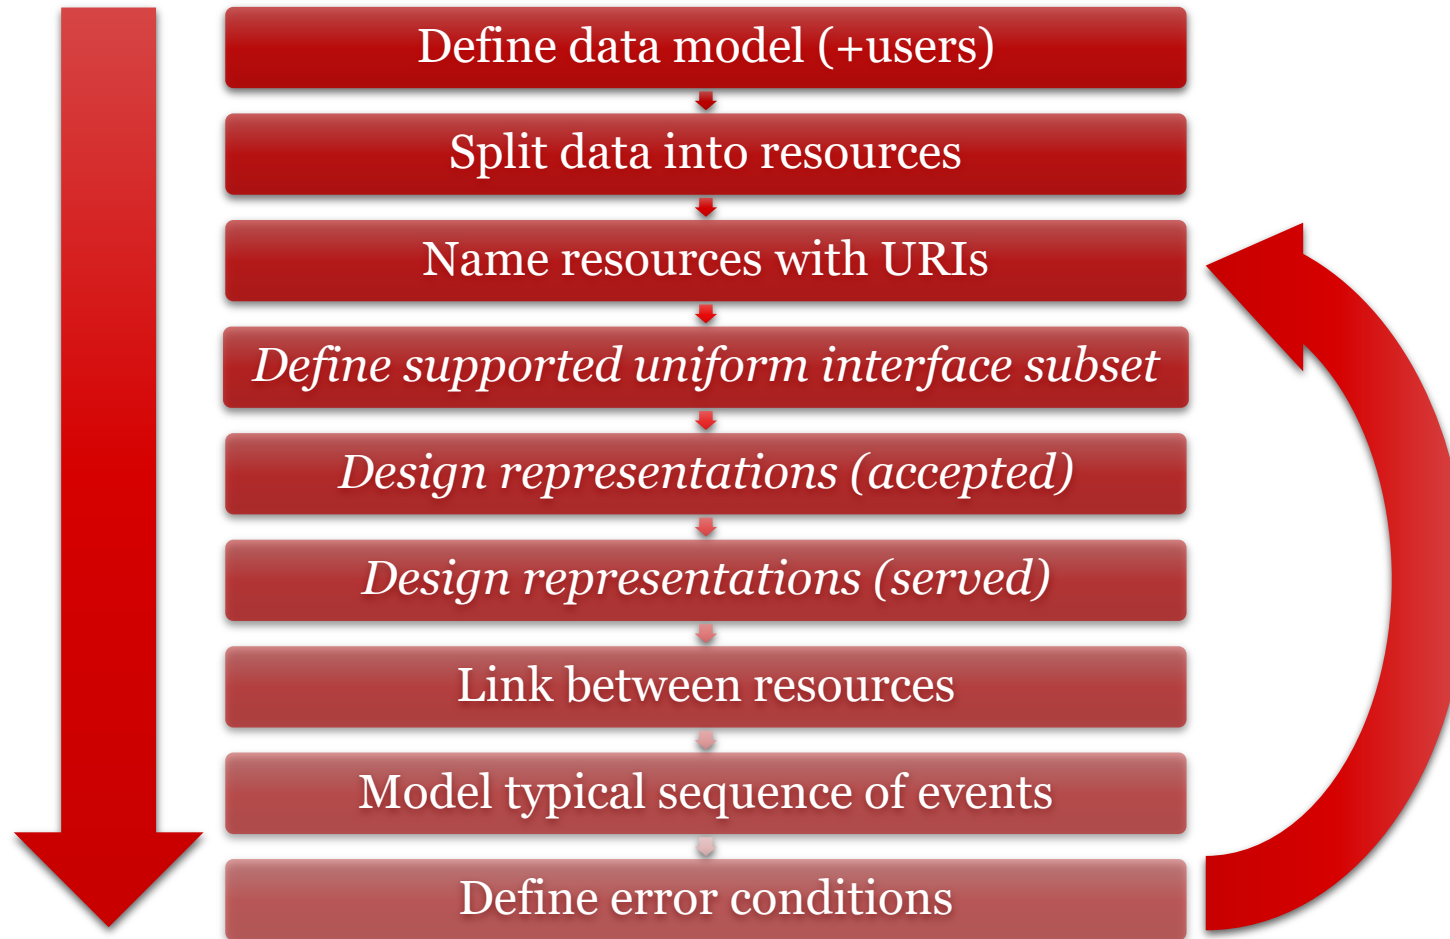 Define data model (+users)
Split data into resources
Name resources with URIs
Define supported uniform interface subset
Design representations (accepted)
Design representations (served)
Link between resources
Model typical sequence of events
Define error conditions